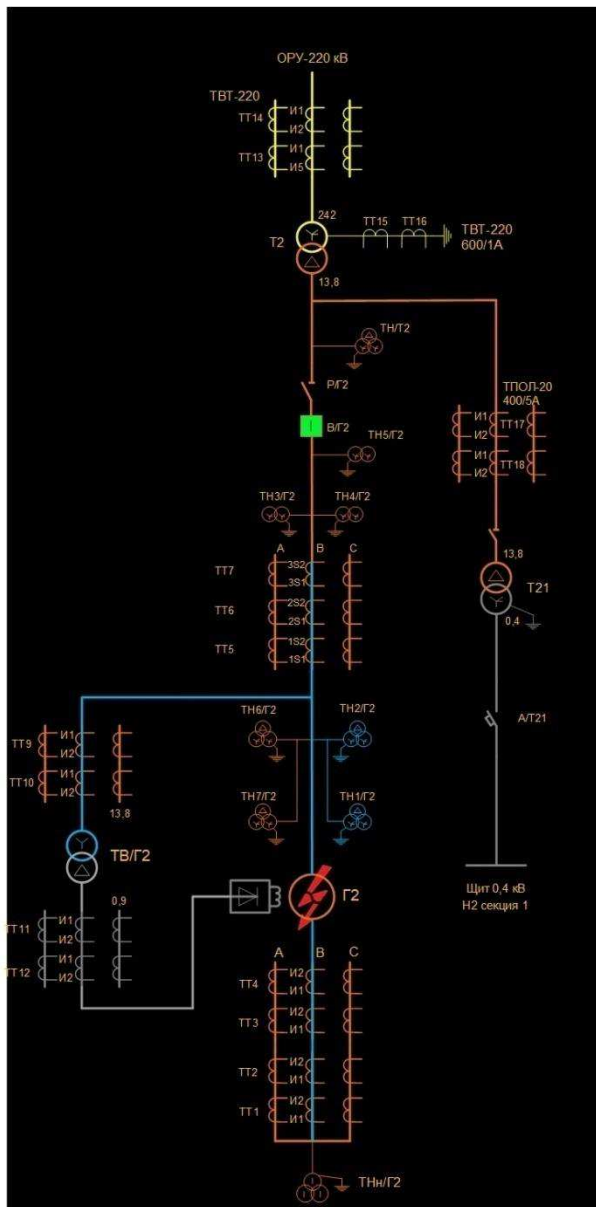 ОРУ-220 кВ
ТВТ-220
ТТ14
И1
И2
ТТ13
И1
И5
242
ТТ15
ТТ16
ТВТ-220
600/1А
Т2
13,8
ТН/Т2
Р/Г2
ТПОЛ-20
400/5А
В/Г2
И1
ТТ17
И2
ТН5/Г2
И1
И2
ТТ18
ТН3/Г2
ТН4/Г2
А
В
С
13,8
ТТ7
3S2
3S1
Т21
ТТ6
2S2
2S1
0,4
ТТ5
1S2
1S1
ТН6/Г2
ТН2/Г2
А/Т21
ТТ9
И1
И2
ТТ10
И1
И2
13,8
ТН7/Г2
ТН1/Г2
ТВ/Г2
Г2
Щит 0,4 кВ
Н2 секция 1
0,9
ТТ11
И1
И2
ТТ12
И1
И2
А
В
С
ТТ4
И2
И1
ТТ3
И2
И1
ТТ2
И2
И1
ТТ1
И2
И1
ТНн/Г2